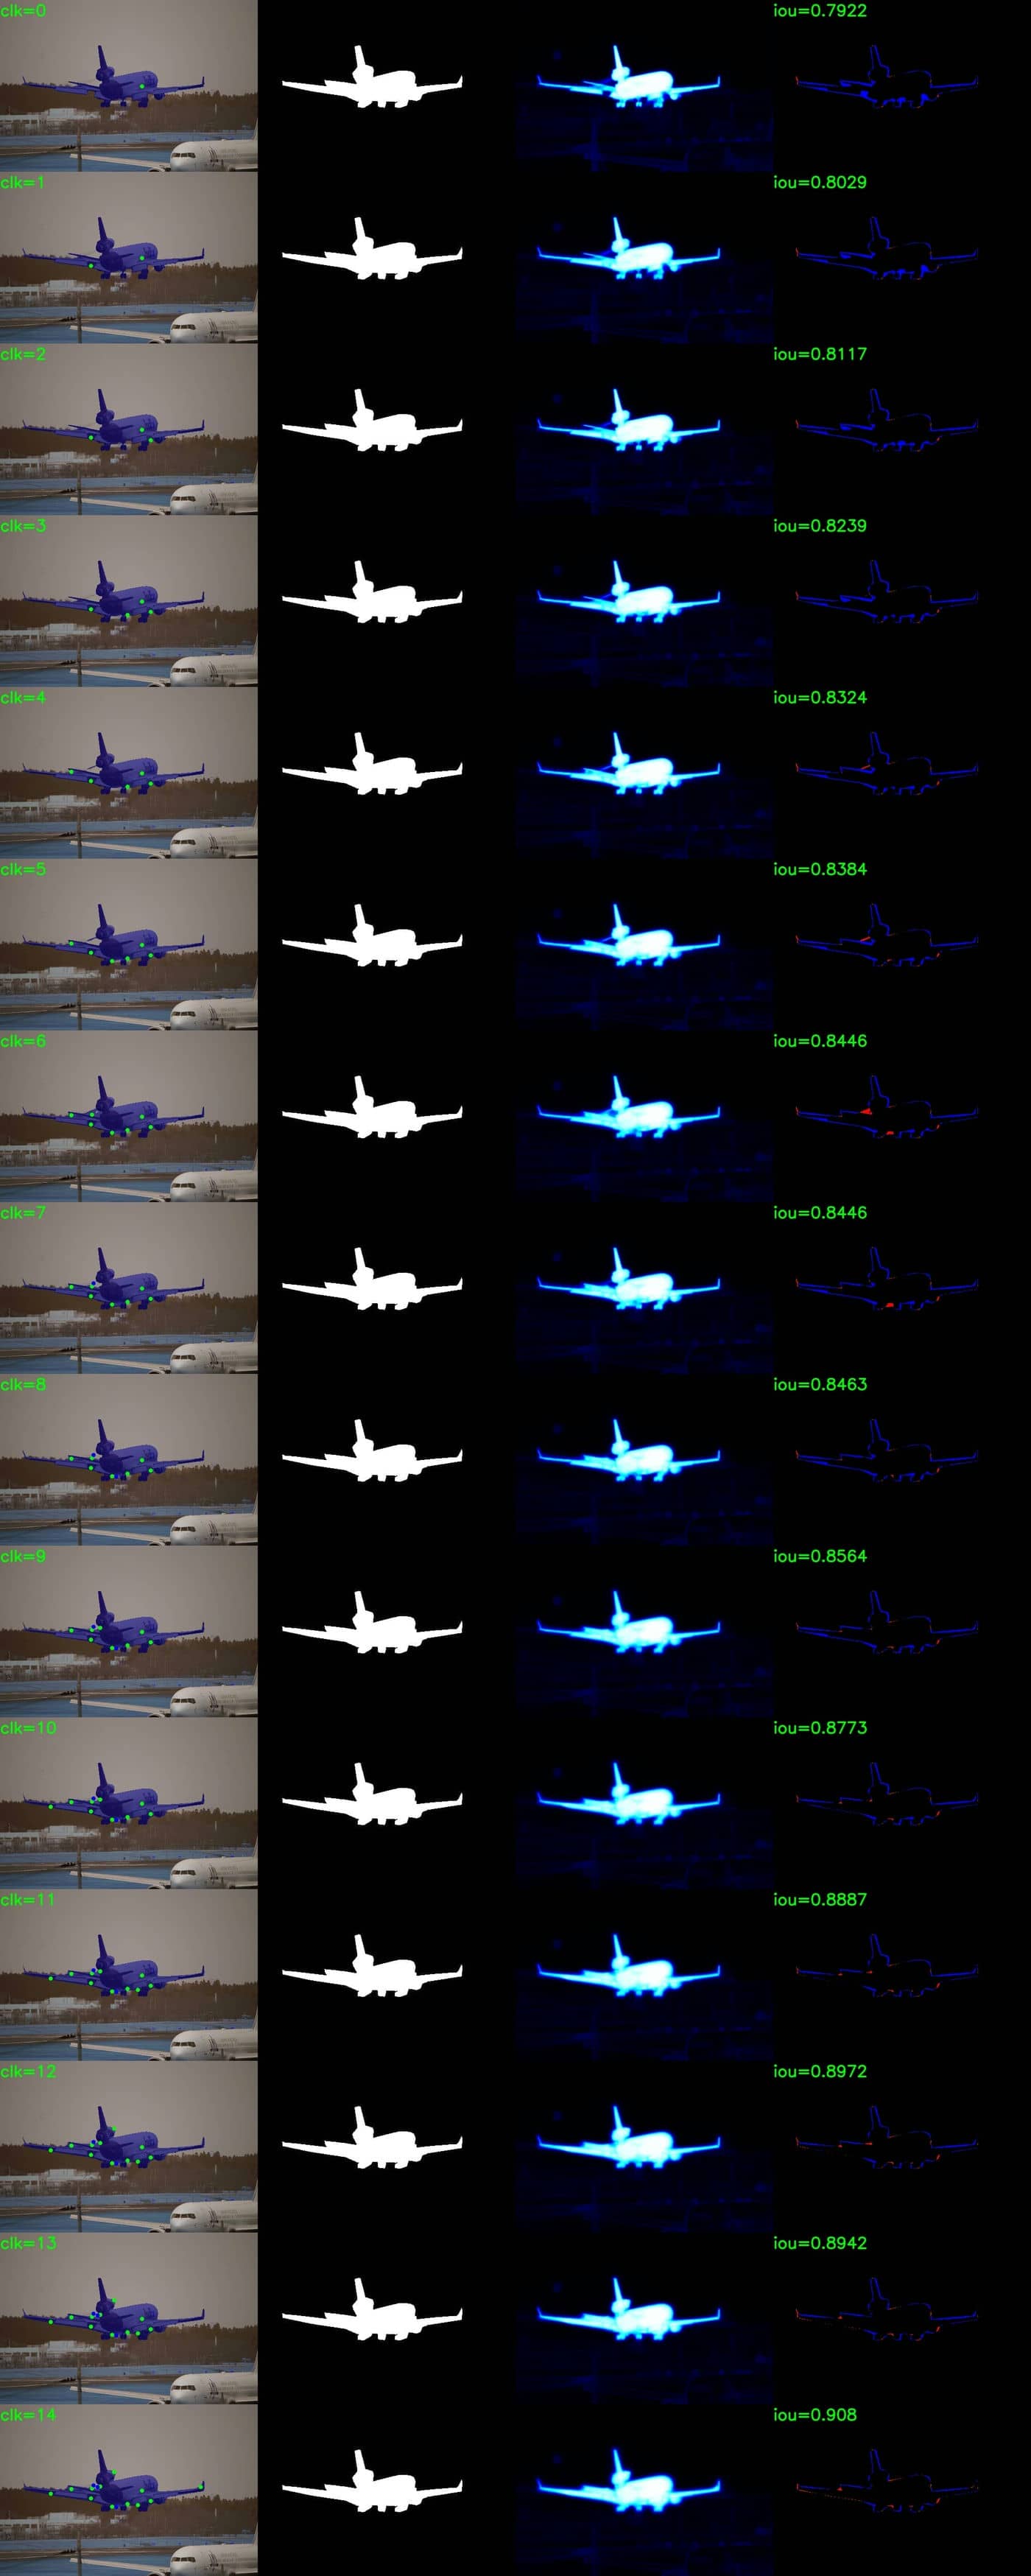 clk=0 iou=0.7922
clk=1 iou=0.8029
clk=2 iou=0.8117
clk=3 iou=0.8239
clk=4 iou=0.8324
clk=5 iou=0.8384
clk=6 iou=0.8446
clk=7 iou=0.8446
clk=8 iou=0.8463
clk=9 iou=0.8564
clk=10 iou=0.8773
clk=11 iou=0.8887
clk=12 iou=0.8972
clk=13 iou=0.8942
clk=14 iou=0.908